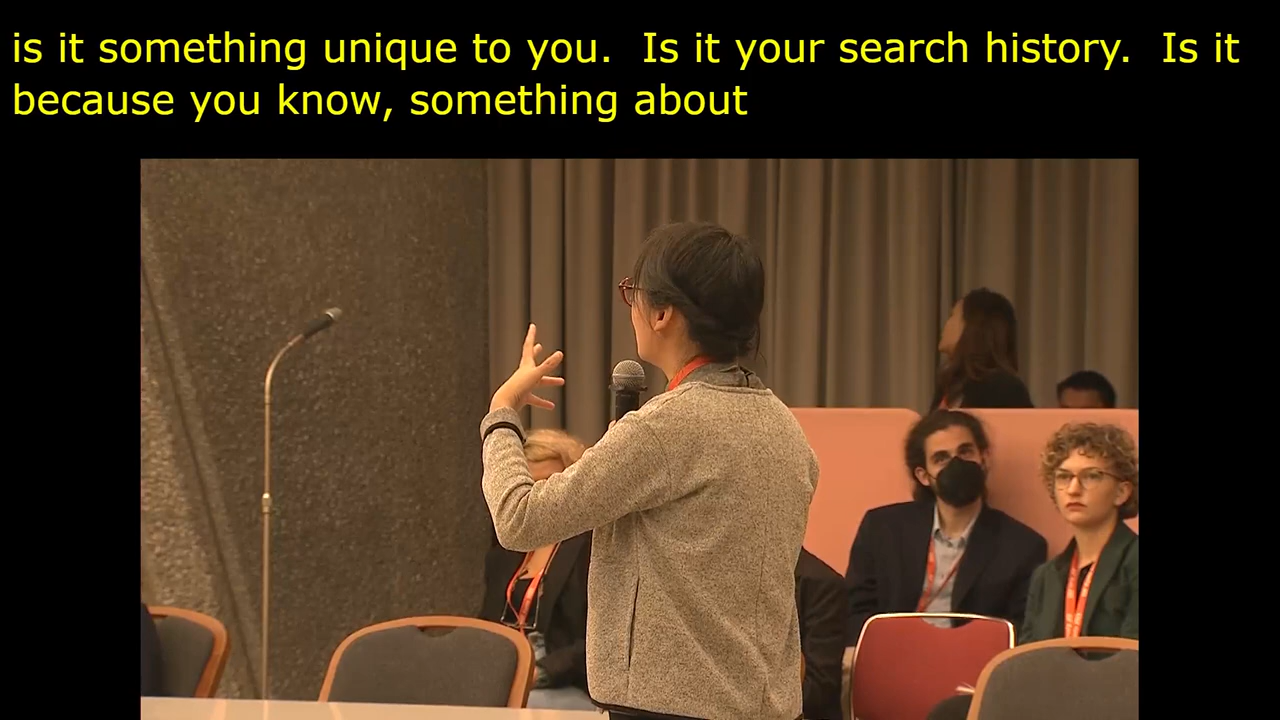 is it something unique to you.  Is it your search history.  Is it
because you know, something about